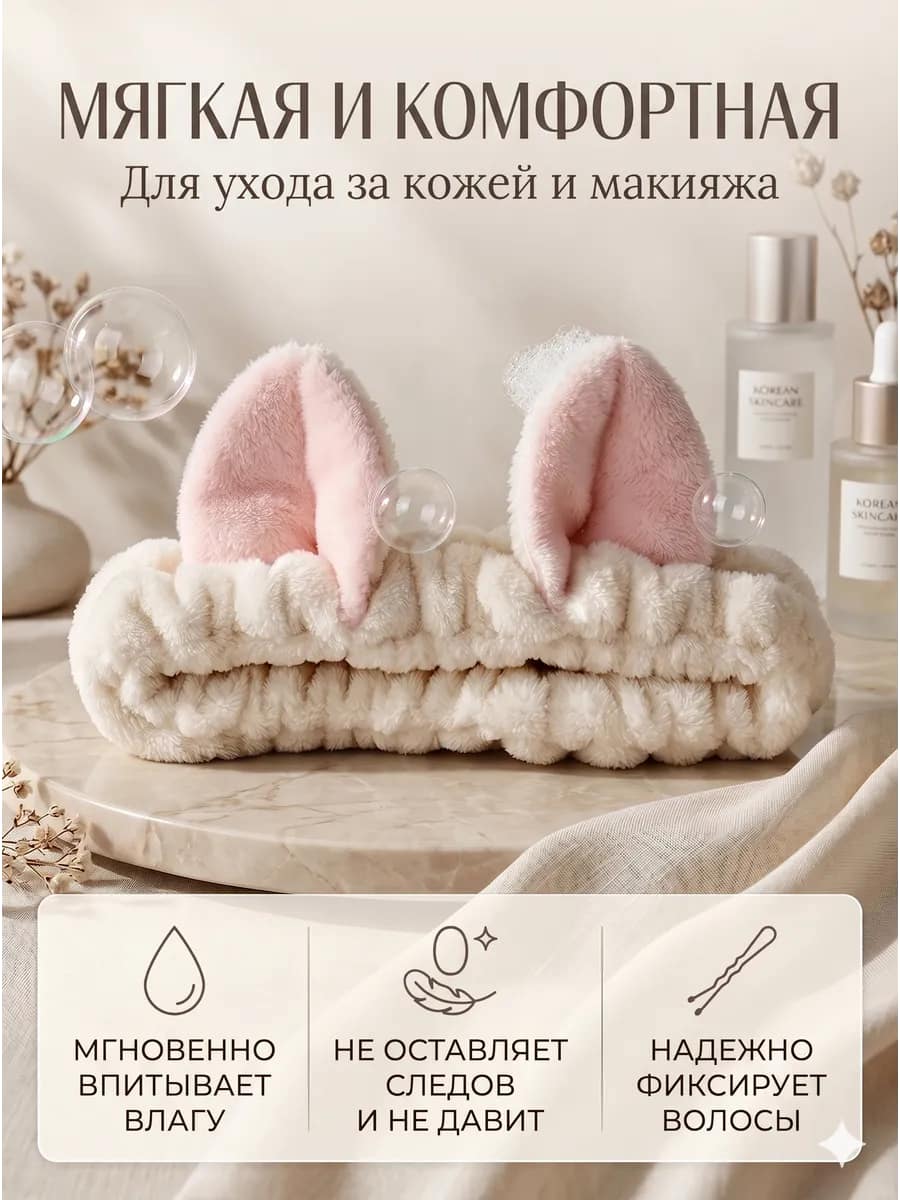 МЯГКАЯ И КОМФОРТНАЯ
Для ухода за кожей и макияжа
KOREAN
SKINCARE
KOREAN
МГНОВЕННО
ВПИТЫВАЕТ
ВЛАГУ
НЕ ОСТАВЛЯЕТ
СЛЕДОВ
И НЕ ДАВИТ
НАДЕЖНО
ФИКСИРУЕТ
ВОЛОСЫ